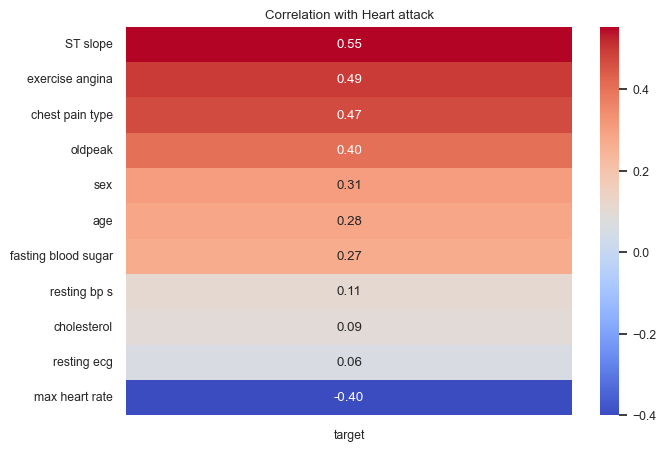 Correlation with Heart attack
ST slope 0.55
exercise angina 0.49
chest pain type 0.47
oldpeak 0.40
sex 0.31
age 0.28
fasting blood sugar 0.27
resting bp s 0.11
cholesterol 0.09
resting ecg 0.06
max heart rate -0.40
target
0.4
0.2
0.0
−0.2
−0.4